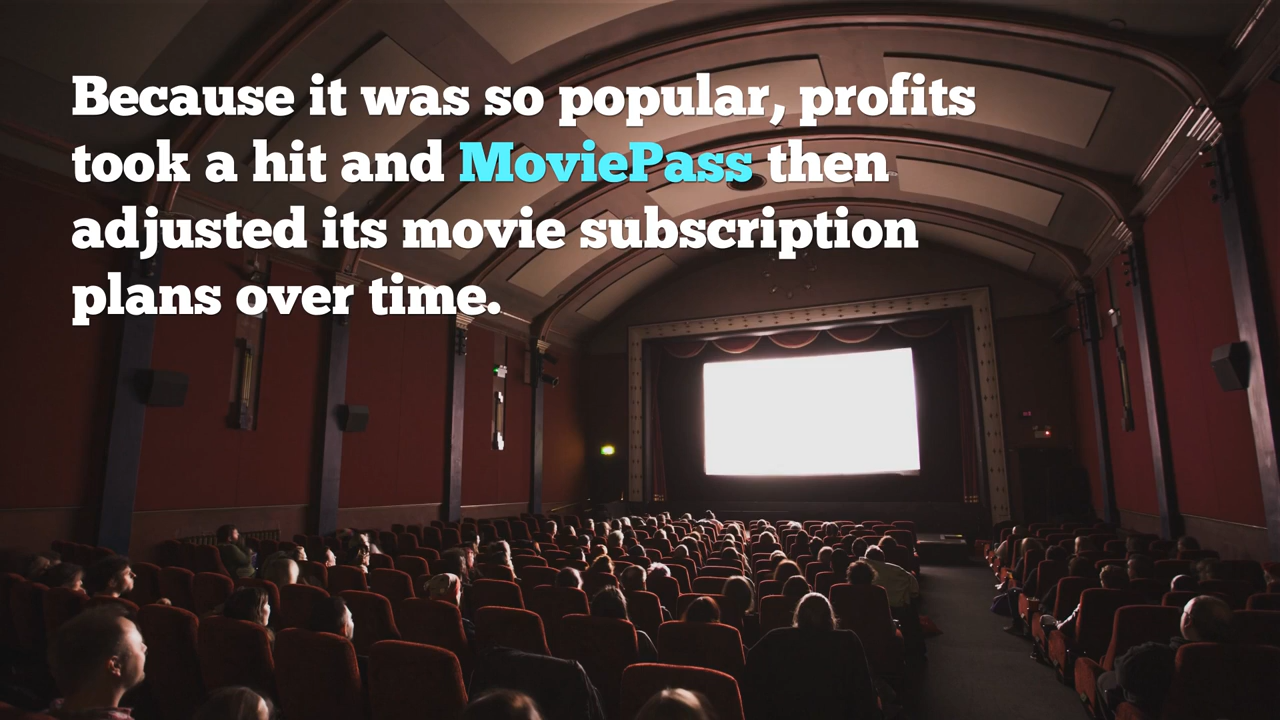 Because it was so popular, profits
took a hit and MoviePass then
adjusted its movie subscription
plans over time.